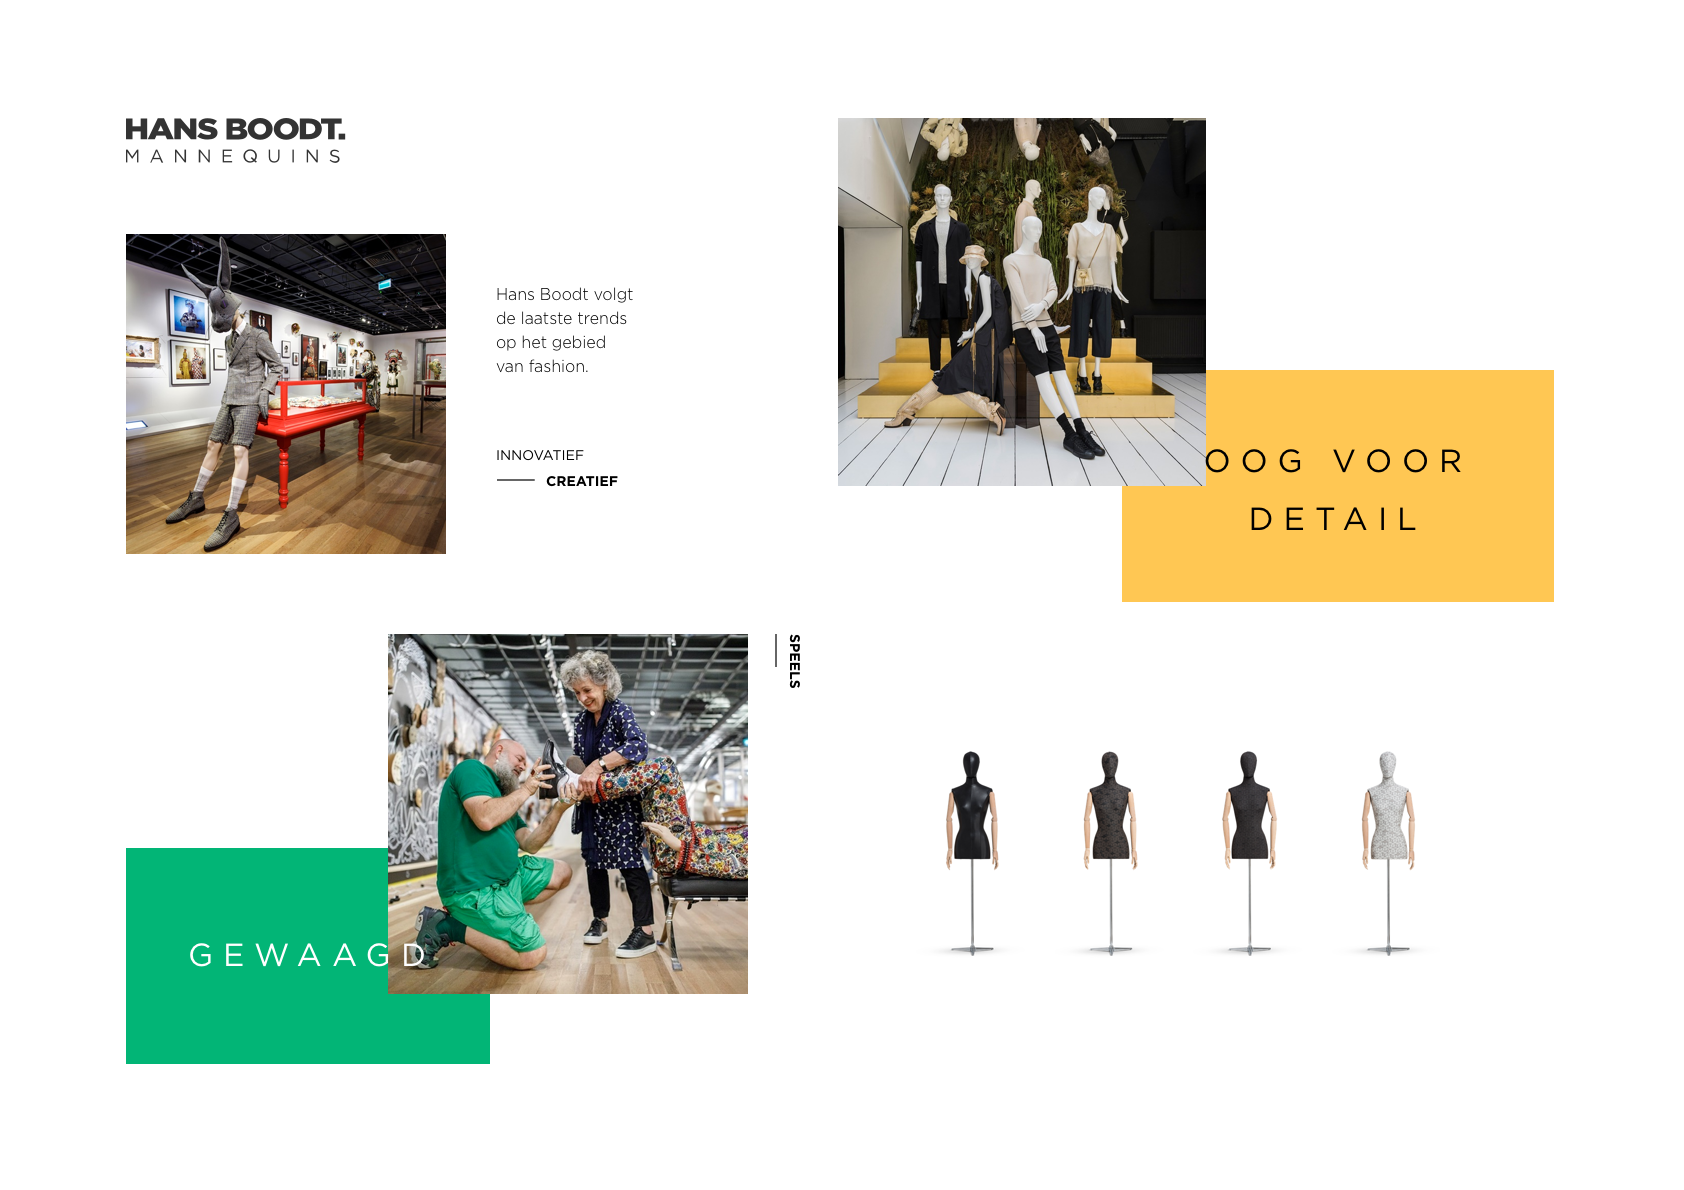 HANS BOODT.
MANNEQUINS
Hans Boodt volgt
de laatste trends
op het gebied
van fashion.
INNOVATIEF
CREATIEF
OOG VOOR
DETAIL
SPEELS
GEWAAGD